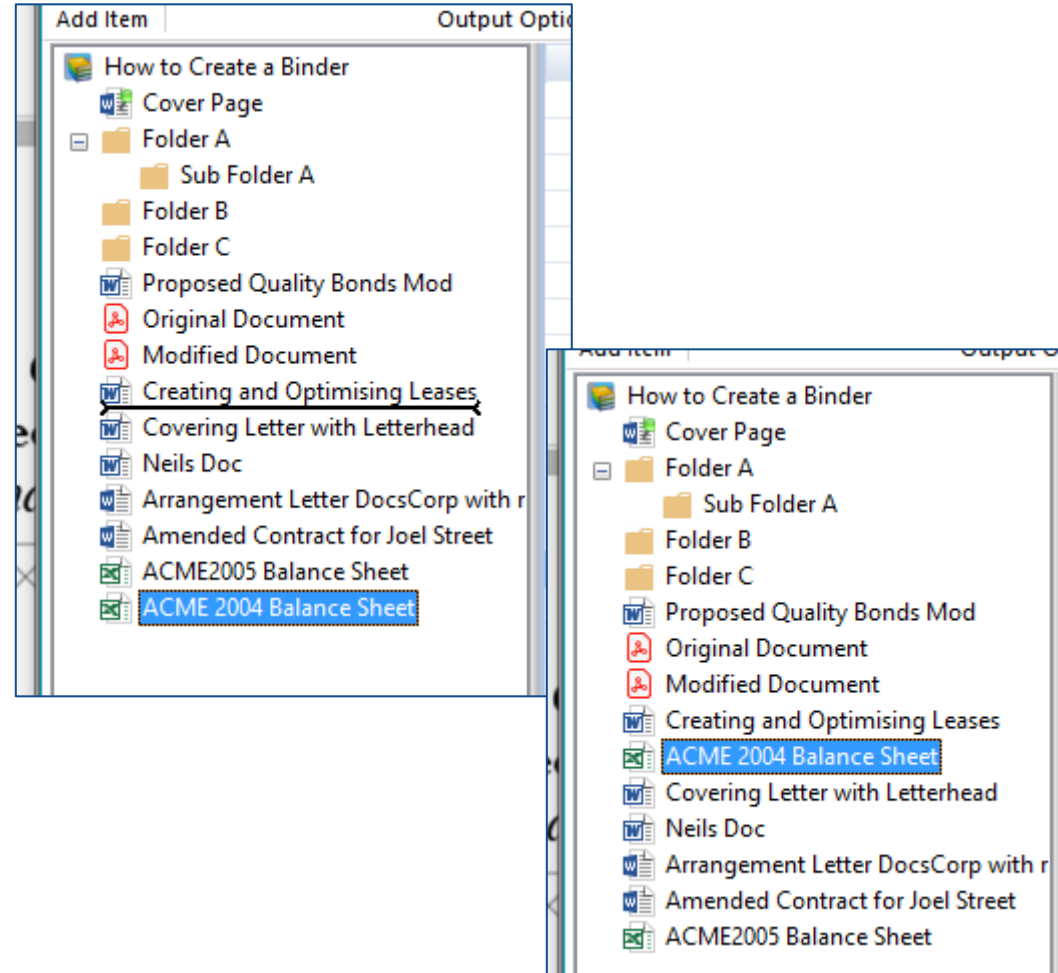 Add Item
Output Optio
How to Create a Binder
Cover Page
Folder A
Sub Folder A
Folder B
Folder C
Proposed Quality Bonds Mod
Original Document
Modified Document
Creating and Optimising Leases
Covering Letter with Letterhead
Neils Doc
Arrangement Letter DocsCorp with r
Amended Contract for Joel Street
ACME2005 Balance Sheet
ACME 2004 Balance Sheet
Add Item
Output O
How to Create a Binder
Cover Page
Folder A
Sub Folder A
Folder B
Folder C
Proposed Quality Bonds Mod
Original Document
Modified Document
Creating and Optimising Leases
ACME 2004 Balance Sheet
Covering Letter with Letterhead
Neils Doc
Arrangement Letter DocsCorp with r
Amended Contract for Joel Street
ACME2005 Balance Sheet